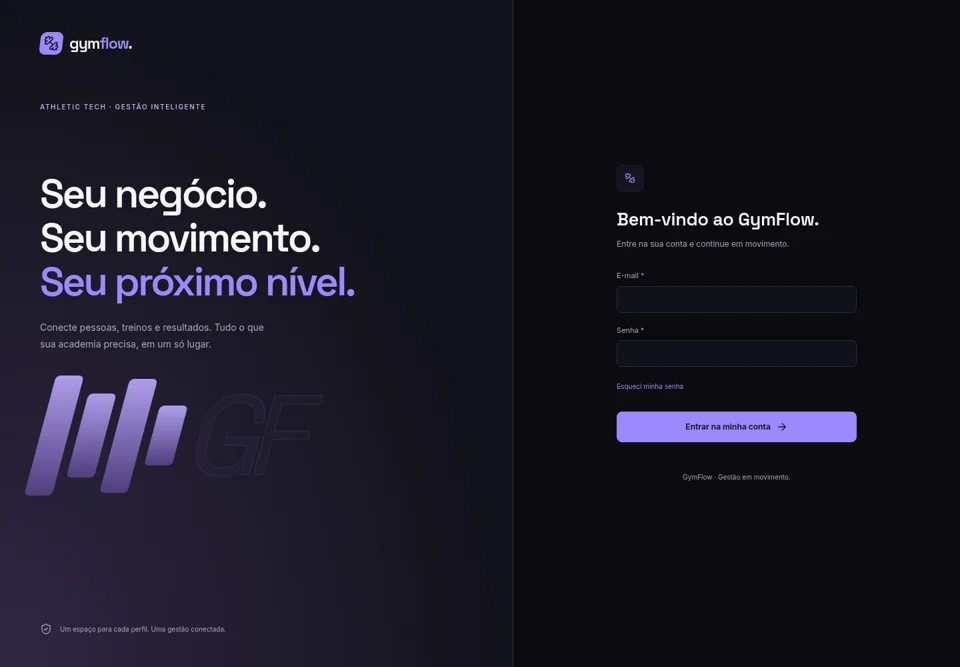 gymflow.
ATHLETIC TECH · GESTÃO INTELIGENTE
Seu negócio.
Seu movimento.
Seu próximo nível.
Conecte pessoas, treinos e resultados. Tudo o que
sua academia precisa, em um só lugar.
GF
Um espaço para cada perfil. Uma gestão conectada.
Bem-vindo ao GymFlow.
Entre na sua conta e continue em movimento.
E-mail *
Senha *
Esqueci minha senha
Entrar na minha conta →
GymFlow · Gestão em movimento.